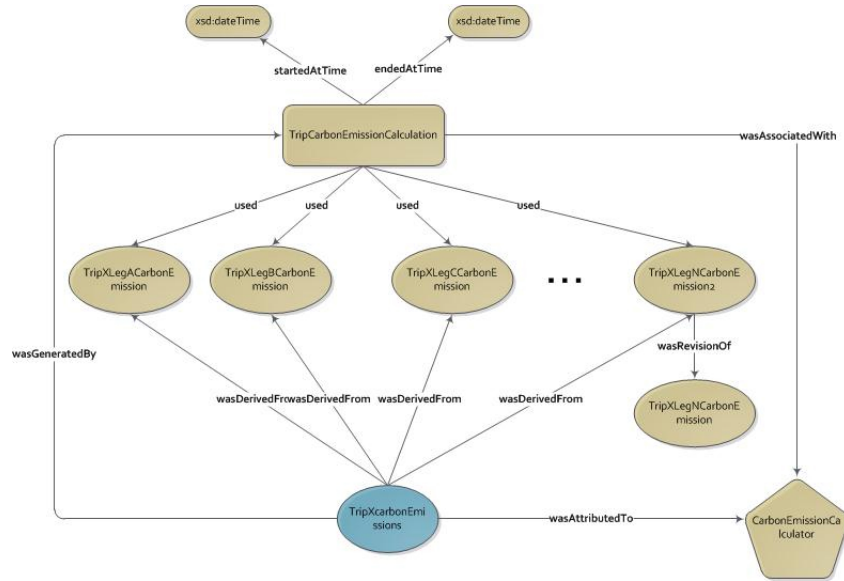 xsd:dateTime
xsd:dateTime
startedAtTime
endedAtTime
TripCarbonEmissionCalculation
wasAssociatedWith
used
used
used
used
TripXLegACarbonE
mission
TripXLegBCarbonE
mission
TripXLegCCarbonE
mission
...
TripXLegNCarbonE
mission2
wasGeneratedBy
wasRevisionOf
wasDerivedFro
wasDerivedFrom
wasDerivedFrom
wasDerivedFrom
TripXLegNCarbonE
mission
TripXcarbonEmi
ssions
wasAttributedTo
CarbonEmissionCa
lculator